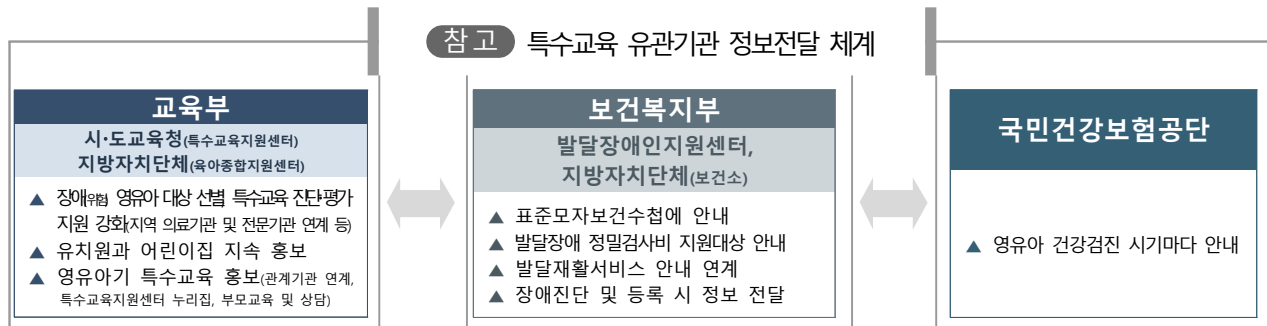 참고 특수교육 유관기관 정보전달 체계
교육부
시·도교육청(특수교육지원센터)
지방자치단체(육아종합지원센터)
▲ 장애(위험) 영유아 대상 선별 특수교육 진단·평가
지원 강화(지역 의료기관 및 전문기관 연계 등)
▲ 유치원과 어린이집 지속 홍보
▲ 영유아기 특수교육 홍보(관계기관 연계,
특수교육지원센터 누리집, 부모교육 및 상담)
보건복지부
발달장애인지원센터,
지방자치단체(보건소)
▲ 표준모자보건수첩에 안내
▲ 발달장애 정밀검사비 지원대상 안내
▲ 발달재활서비스 안내 연계
▲ 장애진단 및 등록 시 정보 전달
국민건강보험공단
▲ 영유아 건강검진 시기마다 안내